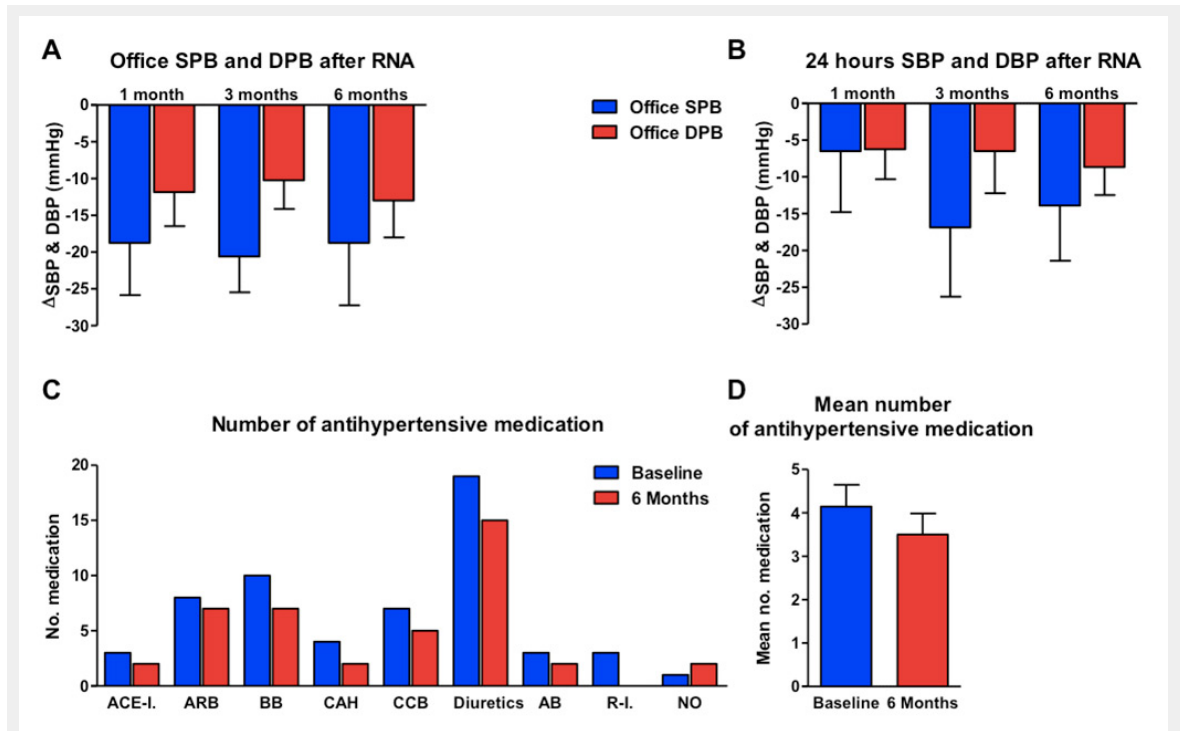 A
Office SPB and DPB after RNA
1 month 3 months 6 months
0
-5
-10
-15
-20
-25
-30
ΔSBP & DBP (mmHg)
Office SPB
Office DPB
B
24 hours SBP and DBP after RNA
1 month 3 months 6 months
0
-5
-10
-15
-20
-25
-30
ΔSBP & DBP (mmHg)
C
Number of antihypertensive medication
20
15
10
5
0
No. medication
Baseline
6 Months
ACE-I. ARB BB CAH CCB Diuretics AB R-I. NO
D
Mean number
of antihypertensive medication
5
4
3
2
1
0
Mean no. medication
Baseline 6 Months